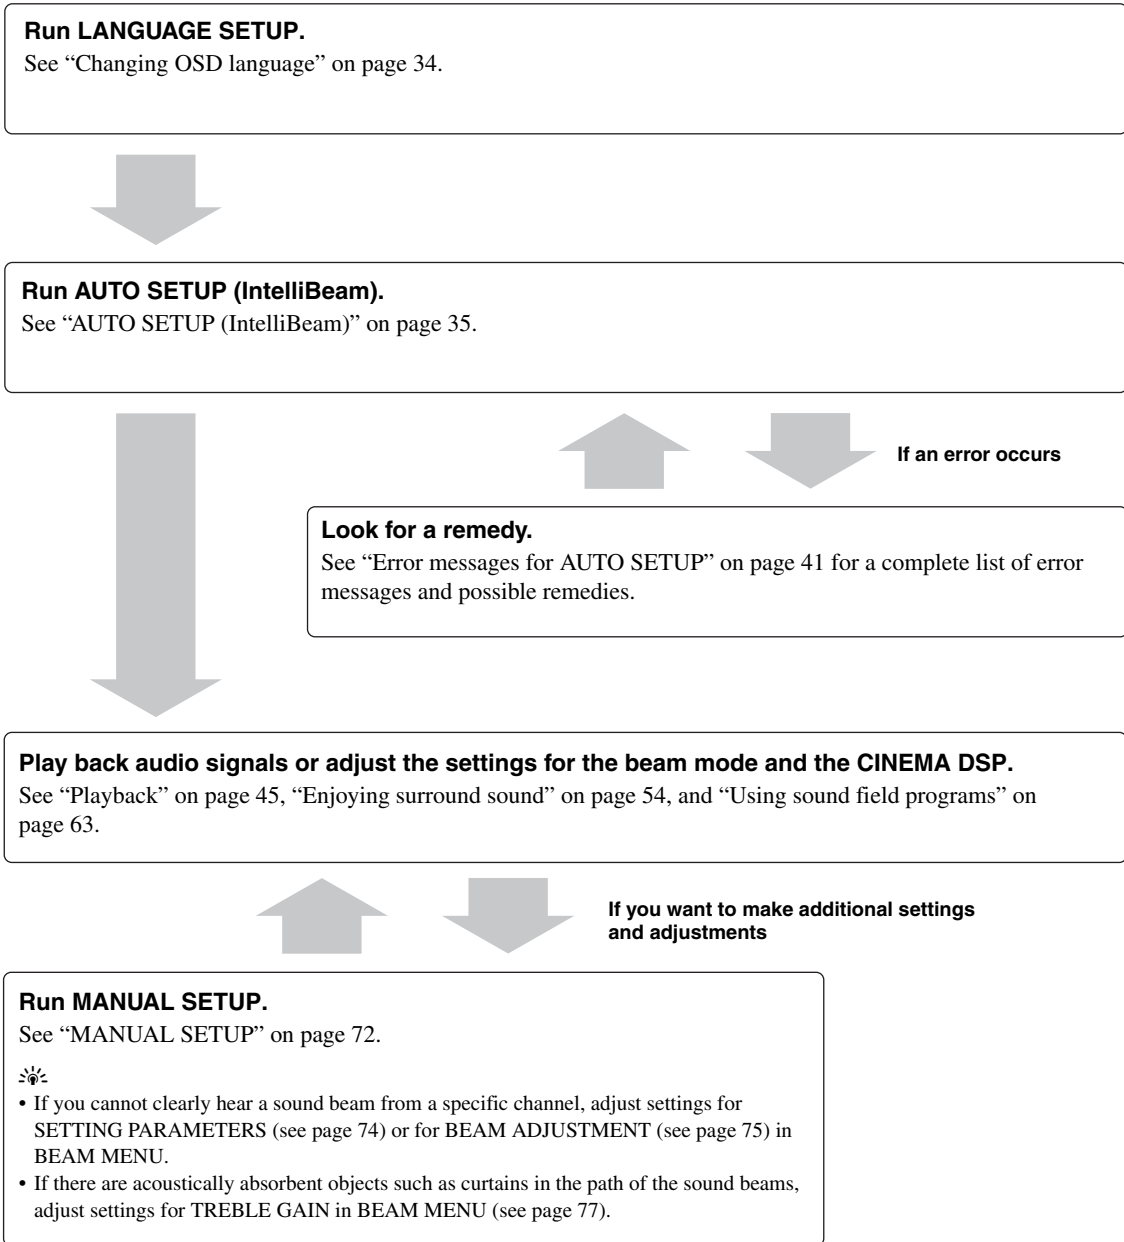 Run LANGUAGE SETUP.
See “Changing OSD language” on page 34.
Run AUTO SETUP (IntelliBeam).
See “AUTO SETUP (IntelliBeam)” on page 35.
If an error occurs
Look for a remedy.
See “Error messages for AUTO SETUP” on page 41 for a complete list of error
messages and possible remedies.
Play back audio signals or adjust the settings for the beam mode and the CINEMA DSP.
See “Playback” on page 45, “Enjoying surround sound” on page 54, and “Using sound field programs” on
page 63.
If you want to make additional settings
and adjustments
Run MANUAL SETUP.
See “MANUAL SETUP” on page 72.
• If you cannot clearly hear a sound beam from a specific channel, adjust settings for
SETTING PARAMETERS (see page 74) or for BEAM ADJUSTMENT (see page 75) in
BEAM MENU.
• If there are acoustically absorbent objects such as curtains in the path of the sound beams,
adjust settings for TREBLE GAIN in BEAM MENU (see page 77).